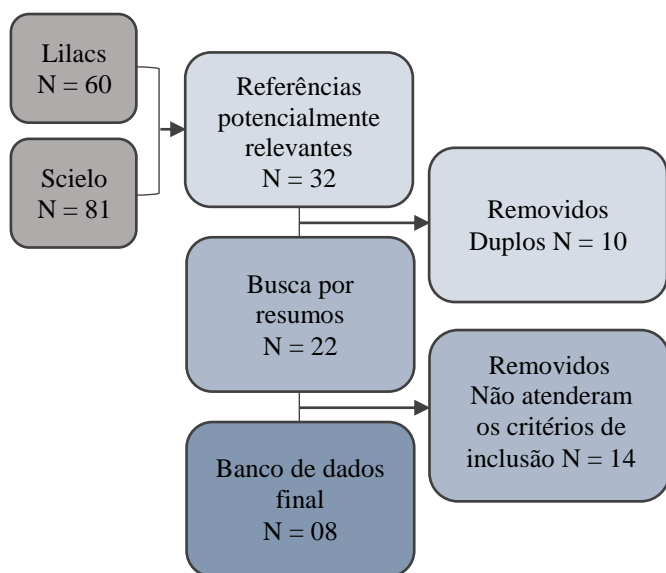 Lilacs
N = 60
Scielo
N = 81
Referências
potencialmente
relevantes
N = 32
Removidos
Duplos N = 10
Busca por
resumos
N = 22
Removidos
Não atenderam
os critérios de
inclusão N = 14
Banco de dados
final
N = 08